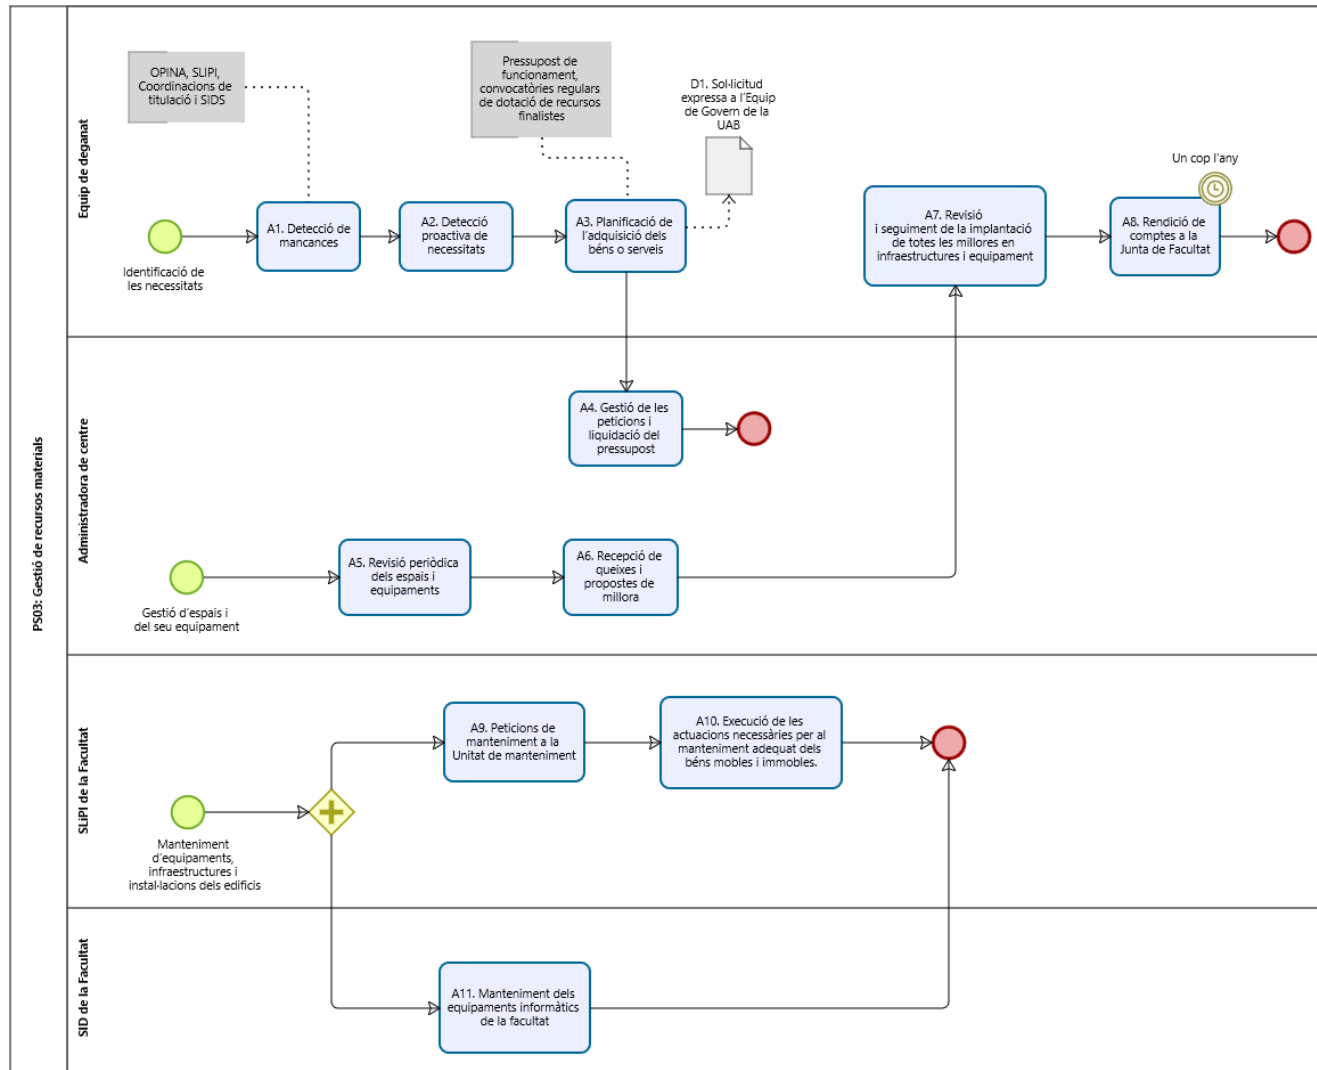 PS03: Gestió de recursos materials
Equip de deganat
OPINA, SLIPI,
Coordinacions de
titulació i SIDS
Pressupost de
funcionament,
convocatòries regulars
de dotació de recursos
finalistes
D1. Sol·licitud
expressa a l'Equip
de Govern de la
UAB
Un cop l'any
Identificació de
les necessitats
A1. Detecció de
mancances
A2. Detecció
proactiva de
necessitats
A3. Planificació de
l'adquisició dels
béns o serveis
A7. Revisió
i seguiment de la implantació
de totes les millores en
infraestructures i equipament
A8. Rendició de
comptes a la
Junta de Facultat
Administradora de centre
A4. Gestió de les
peticions i
liquidació del
pressupost
Gestió d'espais i
del seu equipament
A5. Revisió periòdica
dels espais i
equipaments
A6. Recepció de
queixes i
propostes de
millora
SLiPI de la Facultat
Manteniment
d'equipaments,
infraestructures i
instal·lacions dels edificis
A9. Peticions de
manteniment a la
Unitat de manteniment
A10. Execució de les
actuacions necessàries per al
manteniment adequat dels
béns mobles i immobles.
SID de la Facultat
A11. Manteniment dels
equipaments informàtics
de la facultat